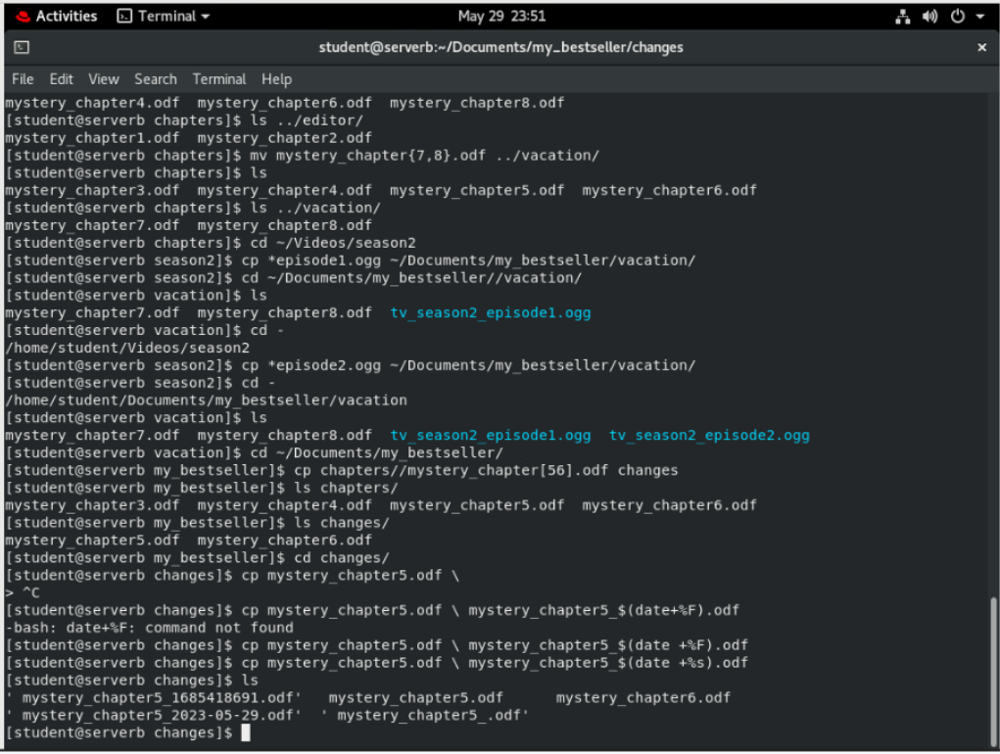 Activities Terminal May 29 23:51
student@serverb:~/Documents/my_bestseller/changes ×
File Edit View Search Terminal Help
mystery_chapter4.odf  mystery_chapter6.odf  mystery_chapter8.odf
[student@serverb chapters]$ ls ../editor/
mystery_chapter1.odf  mystery_chapter2.odf
[student@serverb chapters]$ mv mystery_chapter{7,8}.odf ../vacation/
[student@serverb chapters]$ ls
mystery_chapter3.odf  mystery_chapter4.odf  mystery_chapter5.odf  mystery_chapter6.odf
[student@serverb chapters]$ ls ../vacation/
mystery_chapter7.odf  mystery_chapter8.odf
[student@serverb chapters]$ cd ~/Videos/season2
[student@serverb season2]$ cp *episode1.ogg ~/Documents/my_bestseller/vacation/
[student@serverb season2]$ cd ~/Documents/my_bestseller//vacation/
[student@serverb vacation]$ ls
mystery_chapter7.odf  mystery_chapter8.odf  tv_season2_episode1.ogg
[student@serverb vacation]$ cd -
/home/student/Videos/season2
[student@serverb season2]$ cp *episode2.ogg ~/Documents/my_bestseller/vacation/
[student@serverb season2]$ cd -
/home/student/Documents/my_bestseller/vacation
[student@serverb vacation]$ ls
mystery_chapter7.odf  mystery_chapter8.odf  tv_season2_episode1.ogg  tv_season2_episode2.ogg
[student@serverb vacation]$ cd ~/Documents/my_bestseller/
[student@serverb my_bestseller]$ cp chapters//mystery_chapter[56].odf changes
[student@serverb my_bestseller]$ ls chapters/
mystery_chapter3.odf  mystery_chapter4.odf  mystery_chapter5.odf  mystery_chapter6.odf
[student@serverb my_bestseller]$ ls changes/
mystery_chapter5.odf  mystery_chapter6.odf
[student@serverb my_bestseller]$ cd changes/
[student@serverb changes]$ cp mystery_chapter5.odf \
> ^C
[student@serverb changes]$ cp mystery_chapter5.odf \ mystery_chapter5_$(date+%F).odf
-bash: date+%F: command not found
[student@serverb changes]$ cp mystery_chapter5.odf \ mystery_chapter5_$(date +%F).odf
[student@serverb changes]$ cp mystery_chapter5.odf \ mystery_chapter5_$(date +%s).odf
[student@serverb changes]$ ls
' mystery_chapter5_1685418691.odf'   mystery_chapter5.odf      mystery_chapter6.odf
' mystery_chapter5_2023-05-29.odf'  ' mystery_chapter5_.odf'
[student@serverb changes]$